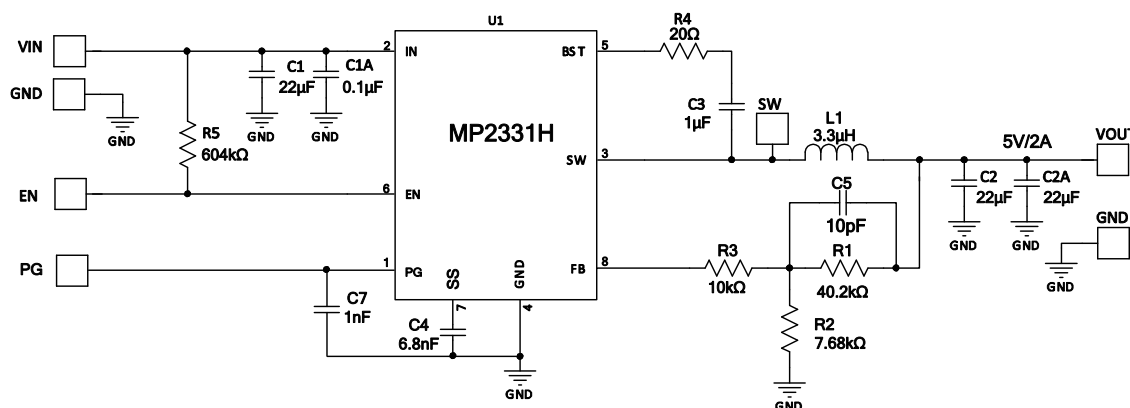 U1
VIN
GND
GND
R5
604kΩ
C1
22µF
GND
C1A
0.1µF
GND
2
IN
EN
6
EN
PG
1
PG
C7
1nF
MP2331H
SS
7
C4
6.8nF
GND
4
GND
BST
5
R4
20Ω
C3
1µF
SW
SW
3
L1
3.3µH
5V/2A
VOUT
C2
22µF
GND
C2A
22µF
GND
GND
GND
C5
10pF
FB
8
R3
10kΩ
R1
40.2kΩ
R2
7.68kΩ
GND